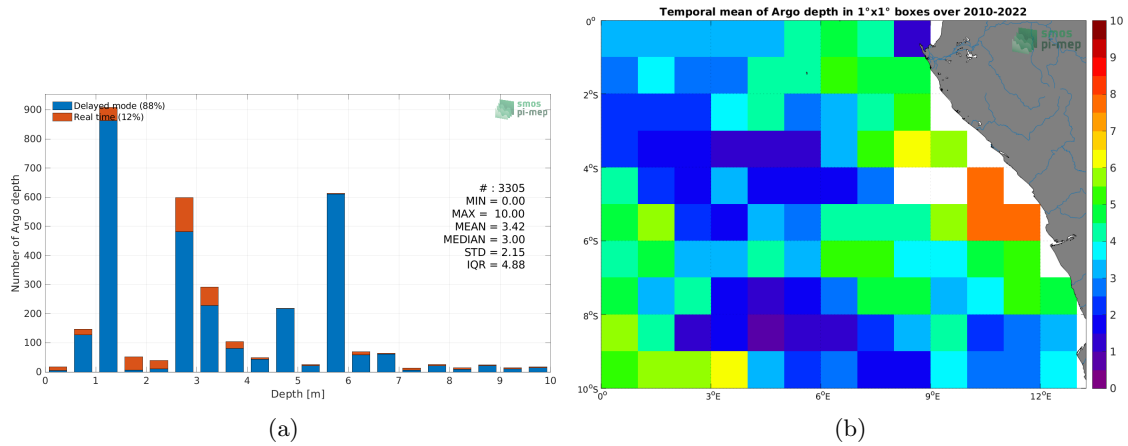 Delayed mode (88%)
Real time (12%)
smos
pi-mep
# : 3305
MIN = 0.00
MAX = 10.00
MEAN = 3.42
MEDIAN = 3.00
STD = 2.15
IQR = 4.88
Number of Argo depth
900
800
700
600
500
400
300
200
100
0
0 1 2 3 4 5 6 7 8 9 10
Depth [m]
(a)
Temporal mean of Argo depth in 1°x1° boxes over 2010-2022
smos
pi-mep
0°
2°S
4°S
6°S
8°S
10°S
0° 3°E 6°E 9°E 12°E
10
9
8
7
6
5
4
3
2
1
0
(b)